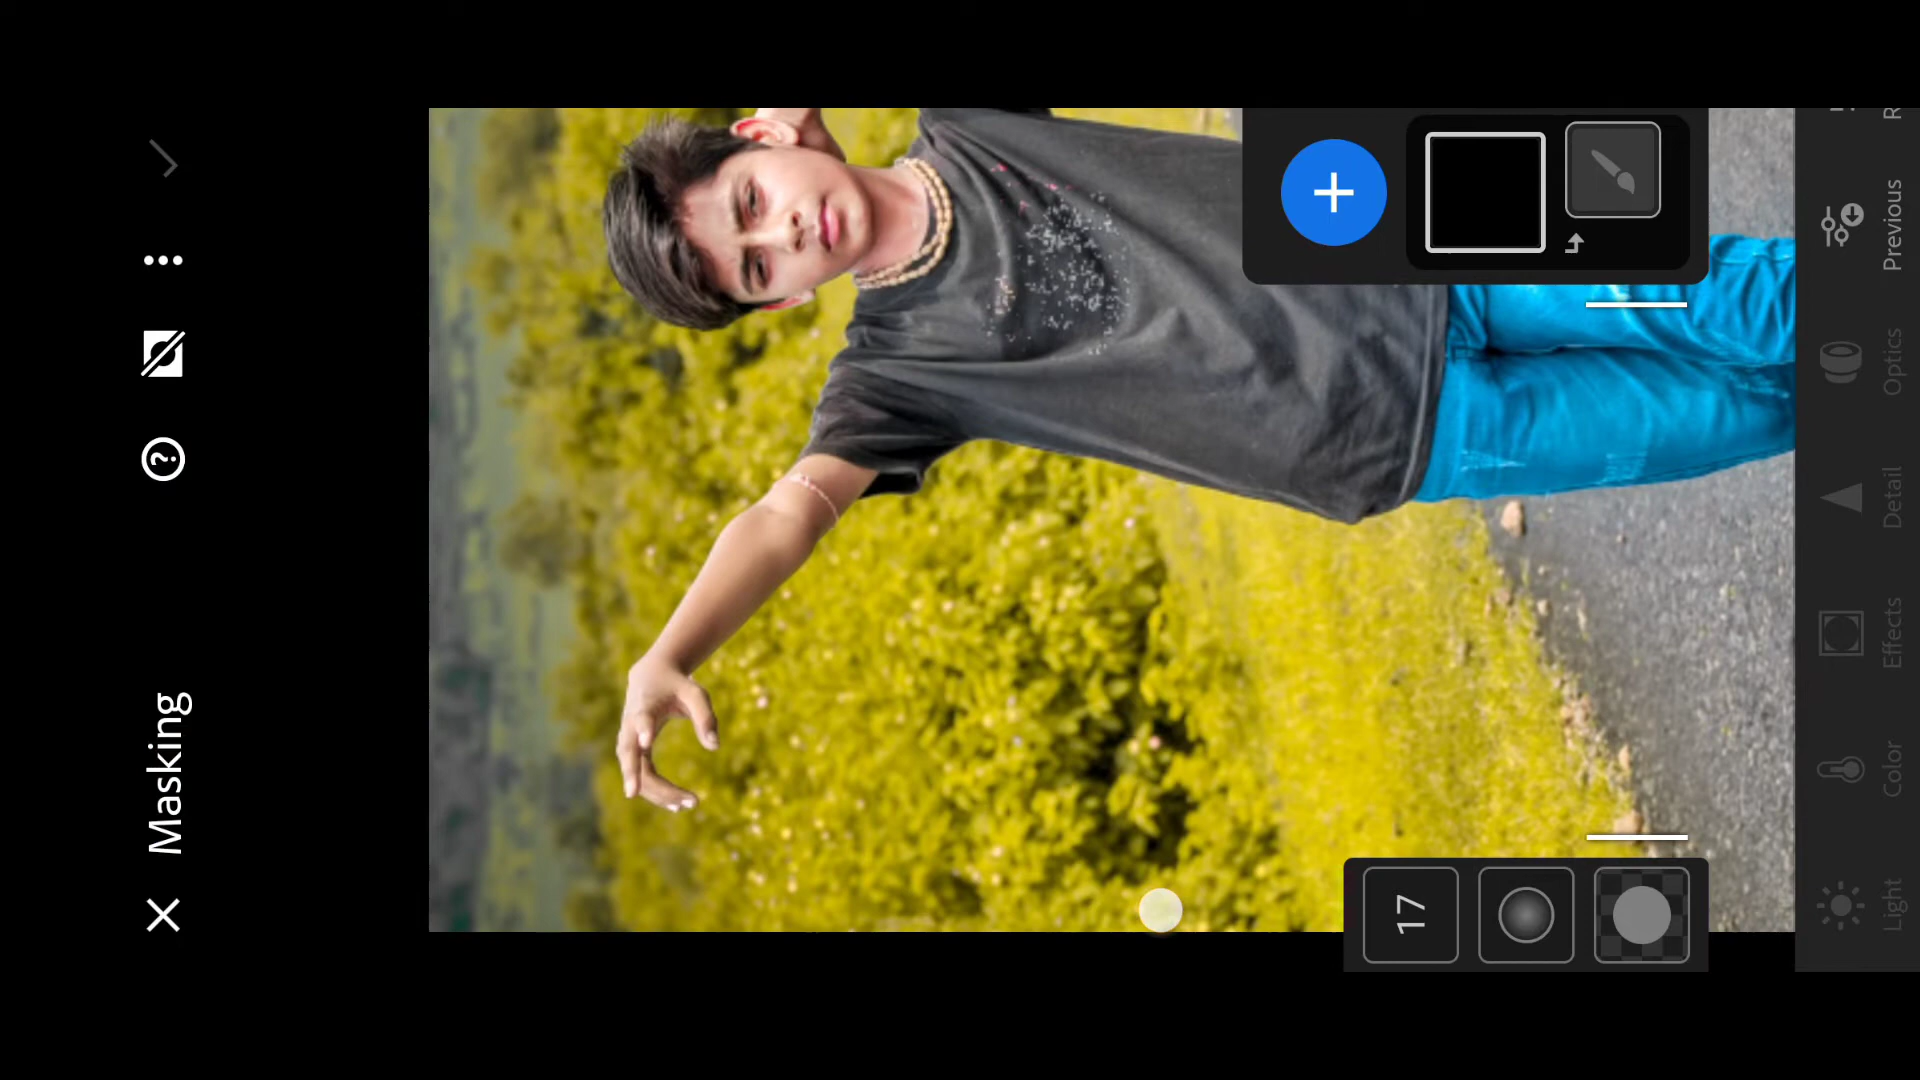 Masking
17
Light
Color
Effects
Detail
Optics
Previous